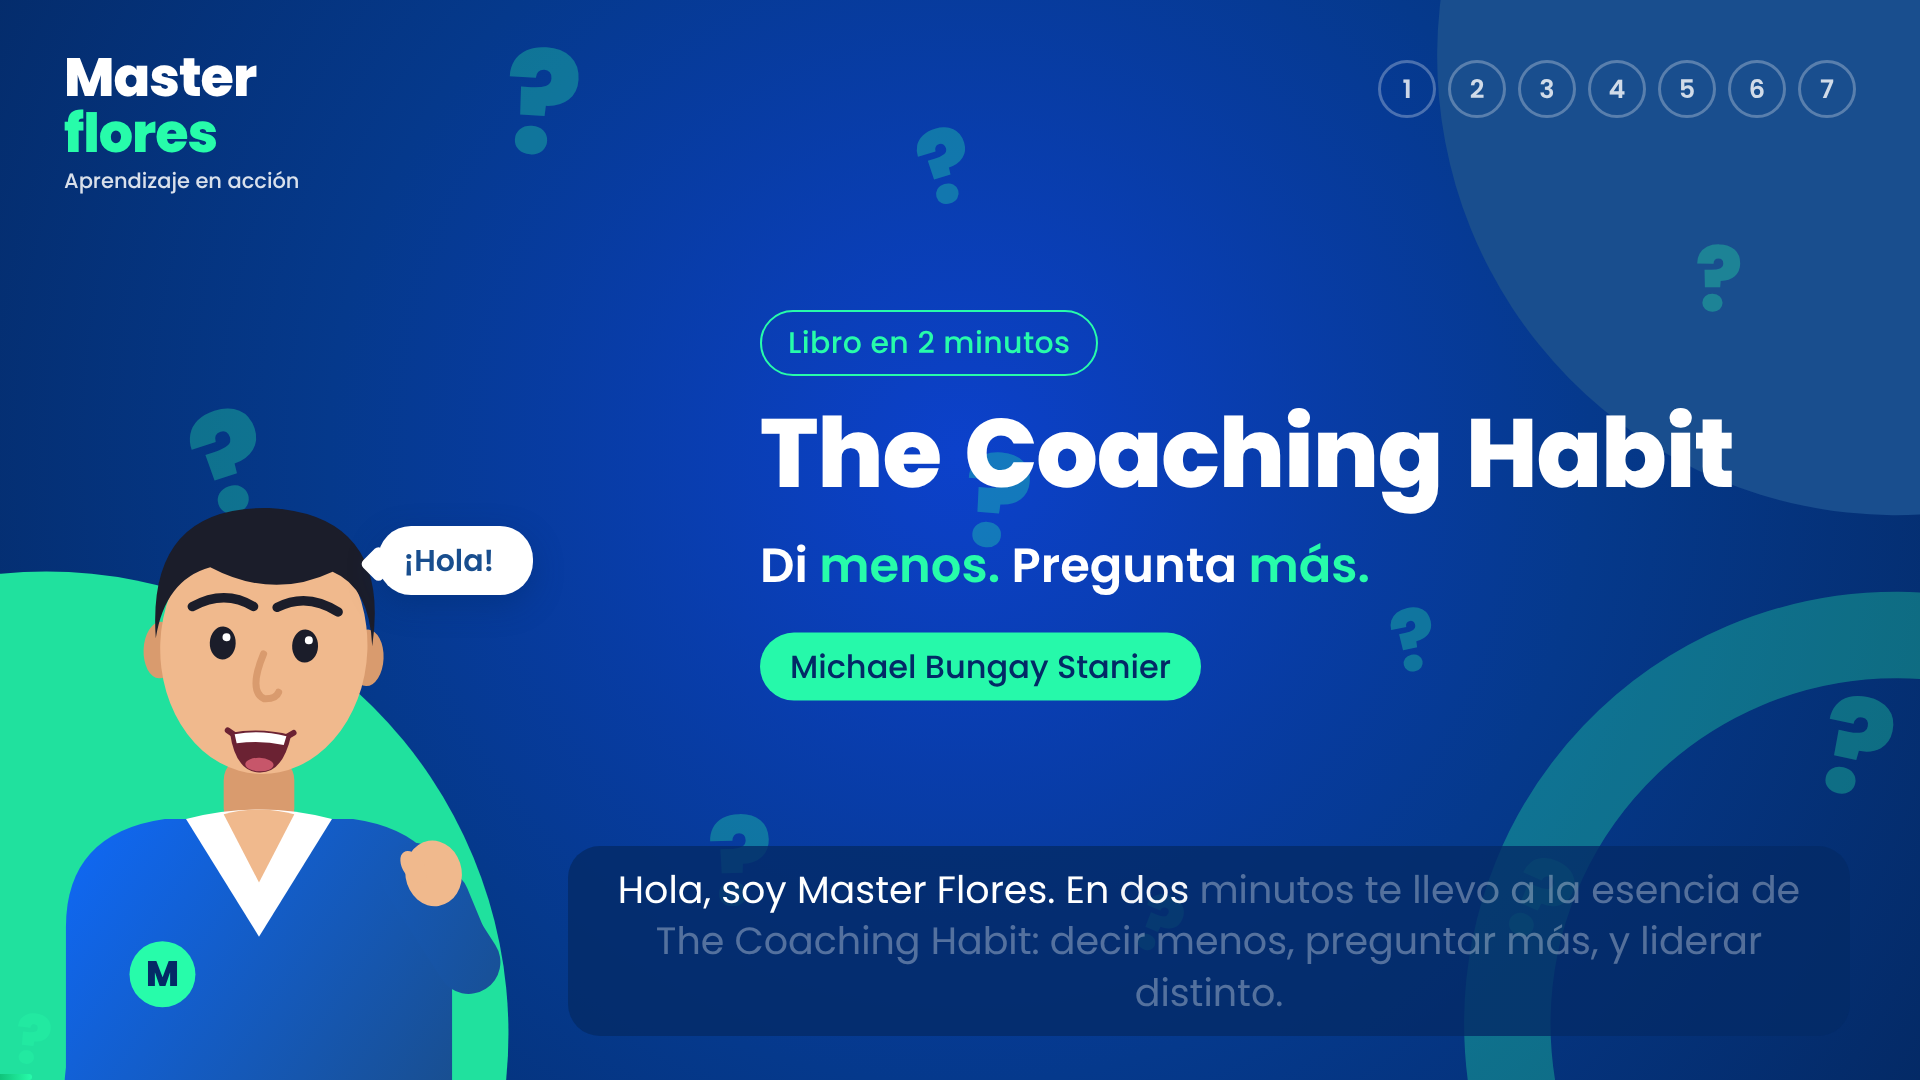 Master
flores
Aprendizaje en acción
1 2 3 4 5 6 7
Libro en 2 minutos
The Coaching Habit
Di menos. Pregunta más.
Michael Bungay Stanier
¡Hola!
M
Hola, soy Master Flores. En dos minutos te llevo a la esencia de
The Coaching Habit: decir menos, preguntar más, y liderar
distinto.